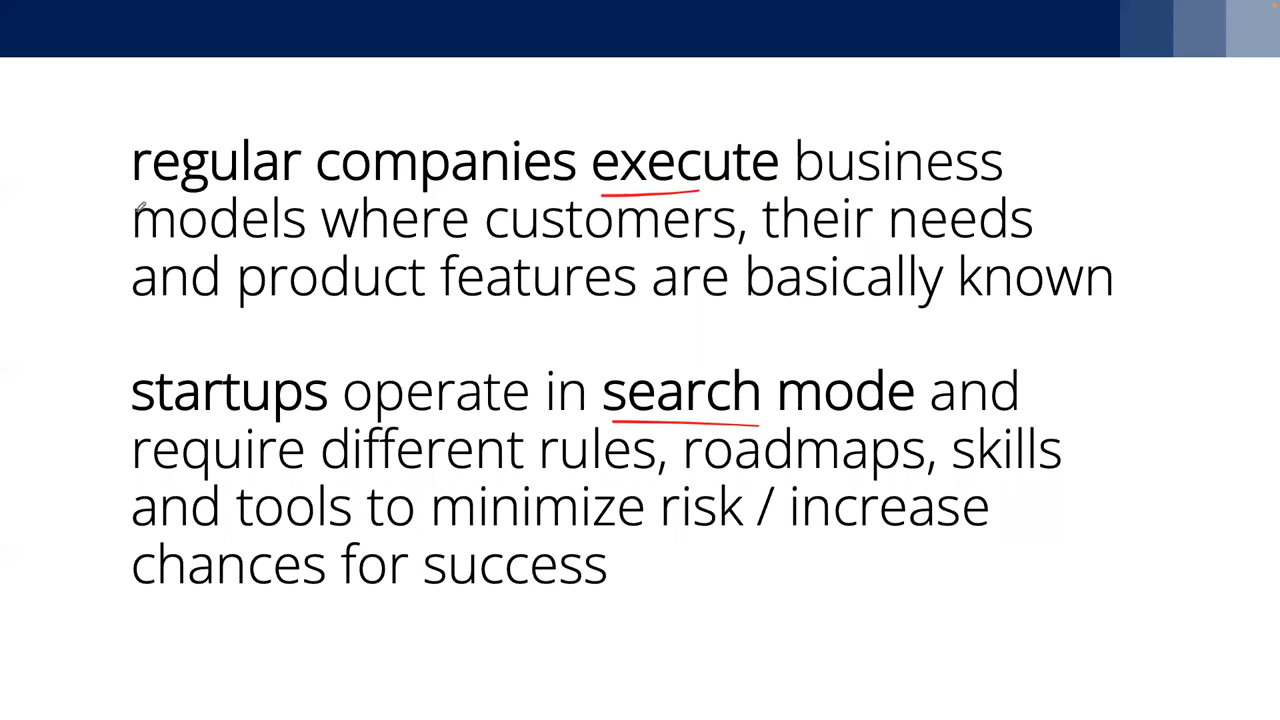 regular companies execute business
models where customers, their needs
and product features are basically known
startups operate in search mode and
require different rules, roadmaps, skills
and tools to minimize risk / increase
chances for success